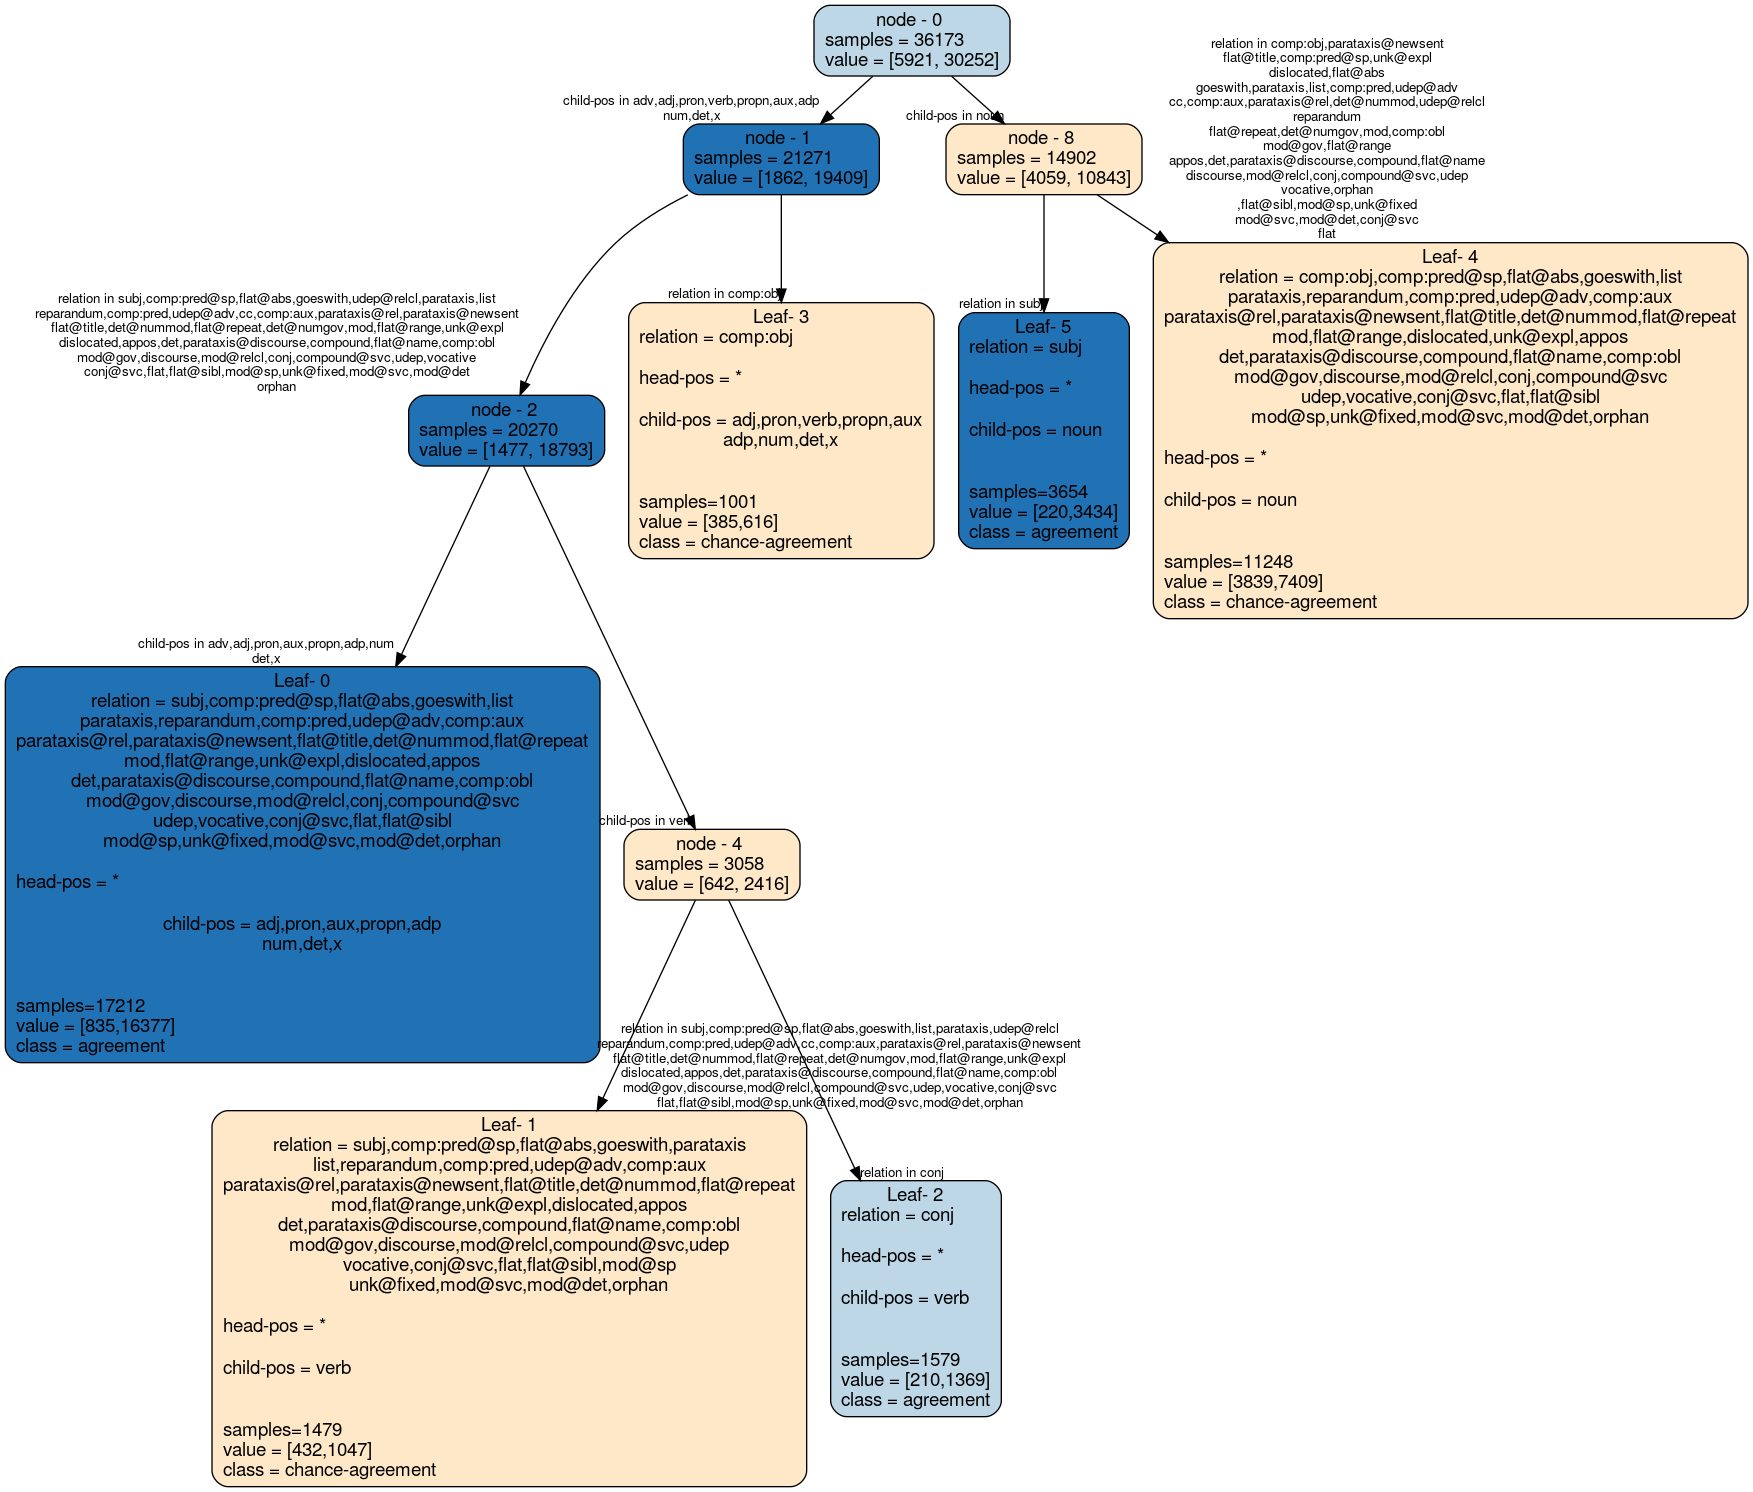 node - 0
samples = 36173
value = [5921, 30252]
child-pos in adv,adj,pron,verb,propn,aux,adp
num,det,x
node - 1
samples = 21271
value = [1862, 19409]
child-pos in noun
node - 8
samples = 14902
value = [4059, 10843]
relation in comp:obj,parataxis@newsent
flat@title,comp:pred@sp,unk@expl
dislocated,flat@abs
goeswith,parataxis,list,comp:pred,udep@adv
cc,comp:aux,parataxis@rel,det@nummod,udep@relcl
reparandum
flat@repeat,det@numgov,mod,comp:obl
mod@gov,flat@range
appos,det,parataxis@discourse,compound,flat@name
discourse,mod@relcl,conj,compound@svc,udep
vocative,orphan
,flat@sibl,mod@sp,unk@fixed
mod@svc,mod@det,conj@svc
flat
relation in subj,comp:pred@sp,flat@abs,goeswith,udep@relcl,parataxis,list
reparandum,comp:pred,udep@adv,cc,comp:aux,parataxis@rel,parataxis@newsent
flat@title,det@nummod,flat@repeat,det@numgov,mod,flat@range,unk@expl
dislocated,appos,det,parataxis@discourse,compound,flat@name,comp:obl
mod@gov,discourse,mod@relcl,conj,compound@svc,udep,vocative
conj@svc,flat,flat@sibl,mod@sp,unk@fixed,mod@svc,mod@det
orphan
node - 2
samples = 20270
value = [1477, 18793]
relation in comp:obj
Leaf- 3
relation = comp:obj
head-pos = *
child-pos = adj,pron,verb,propn,aux
adp,num,det,x
samples=1001
value = [385,616]
class = chance-agreement
relation in subj
Leaf- 5
relation = subj
head-pos = *
child-pos = noun
samples=3654
value = [220,3434]
class = agreement
Leaf- 4
relation = comp:obj,comp:pred@sp,flat@abs,goeswith,list
parataxis,reparandum,comp:pred,udep@adv,comp:aux
parataxis@rel,parataxis@newsent,flat@title,det@nummod,flat@repeat
mod,flat@range,dislocated,unk@expl,appos
det,parataxis@discourse,compound,flat@name,comp:obl
mod@gov,discourse,mod@relcl,conj,compound@svc
udep,vocative,conj@svc,flat,flat@sibl
mod@sp,unk@fixed,mod@svc,mod@det,orphan
head-pos = *
child-pos = noun
samples=11248
value = [3839,7409]
class = chance-agreement
child-pos in adv,adj,pron,aux,propn,adp,num
det,x
Leaf- 0
relation = subj,comp:pred@sp,flat@abs,goeswith,list
parataxis,reparandum,comp:pred,udep@adv,comp:aux
parataxis@rel,parataxis@newsent,flat@title,det@nummod,flat@repeat
mod,flat@range,unk@expl,dislocated,appos
det,parataxis@discourse,compound,flat@name,comp:obl
mod@gov,discourse,mod@relcl,conj,compound@svc
udep,vocative,conj@svc,flat,flat@sibl
mod@sp,unk@fixed,mod@svc,mod@det,orphan
head-pos = *
child-pos = adj,pron,aux,propn,adp
num,det,x
samples=17212
value = [835,16377]
class = agreement
child-pos in verb
node - 4
samples = 3058
value = [642, 2416]
relation in subj,comp:pred@sp,flat@abs,goeswith,list,parataxis,udep@relcl
reparandum,comp:pred,udep@adv,cc,comp:aux,parataxis@rel,parataxis@newsent
flat@title,det@nummod,flat@repeat,det@numgov,mod,flat@range,unk@expl
dislocated,appos,det,parataxis@discourse,compound,flat@name,comp:obl
mod@gov,discourse,mod@relcl,compound@svc,udep,vocative,conj@svc
flat,flat@sibl,mod@sp,unk@fixed,mod@svc,mod@det,orphan
Leaf- 1
relation = subj,comp:pred@sp,flat@abs,goeswith,parataxis
list,reparandum,comp:pred,udep@adv,comp:aux
parataxis@rel,parataxis@newsent,flat@title,det@nummod,flat@repeat
mod,flat@range,unk@expl,dislocated,appos
det,parataxis@discourse,compound,flat@name,comp:obl
mod@gov,discourse,mod@relcl,compound@svc,udep
vocative,conj@svc,flat,flat@sibl,mod@sp
unk@fixed,mod@svc,mod@det,orphan
head-pos = *
child-pos = verb
samples=1479
value = [432,1047]
class = chance-agreement
relation in conj
Leaf- 2
relation = conj
head-pos = *
child-pos = verb
samples=1579
value = [210,1369]
class = agreement